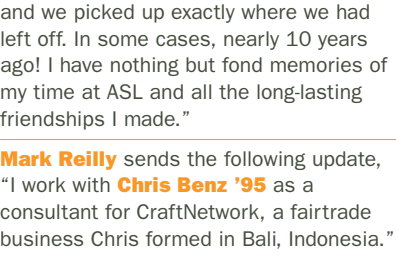 and we picked up exactly where we had
left off. In some cases, nearly 10 years
ago! I have nothing but fond memories of
my time at ASL and all the long-lasting
friendships I made.”
Mark Reilly sends the following update,
“I work with Chris Benz ’95 as a
consultant for CraftNetwork, a fairtrade
business Chris formed in Bali, Indonesia.”